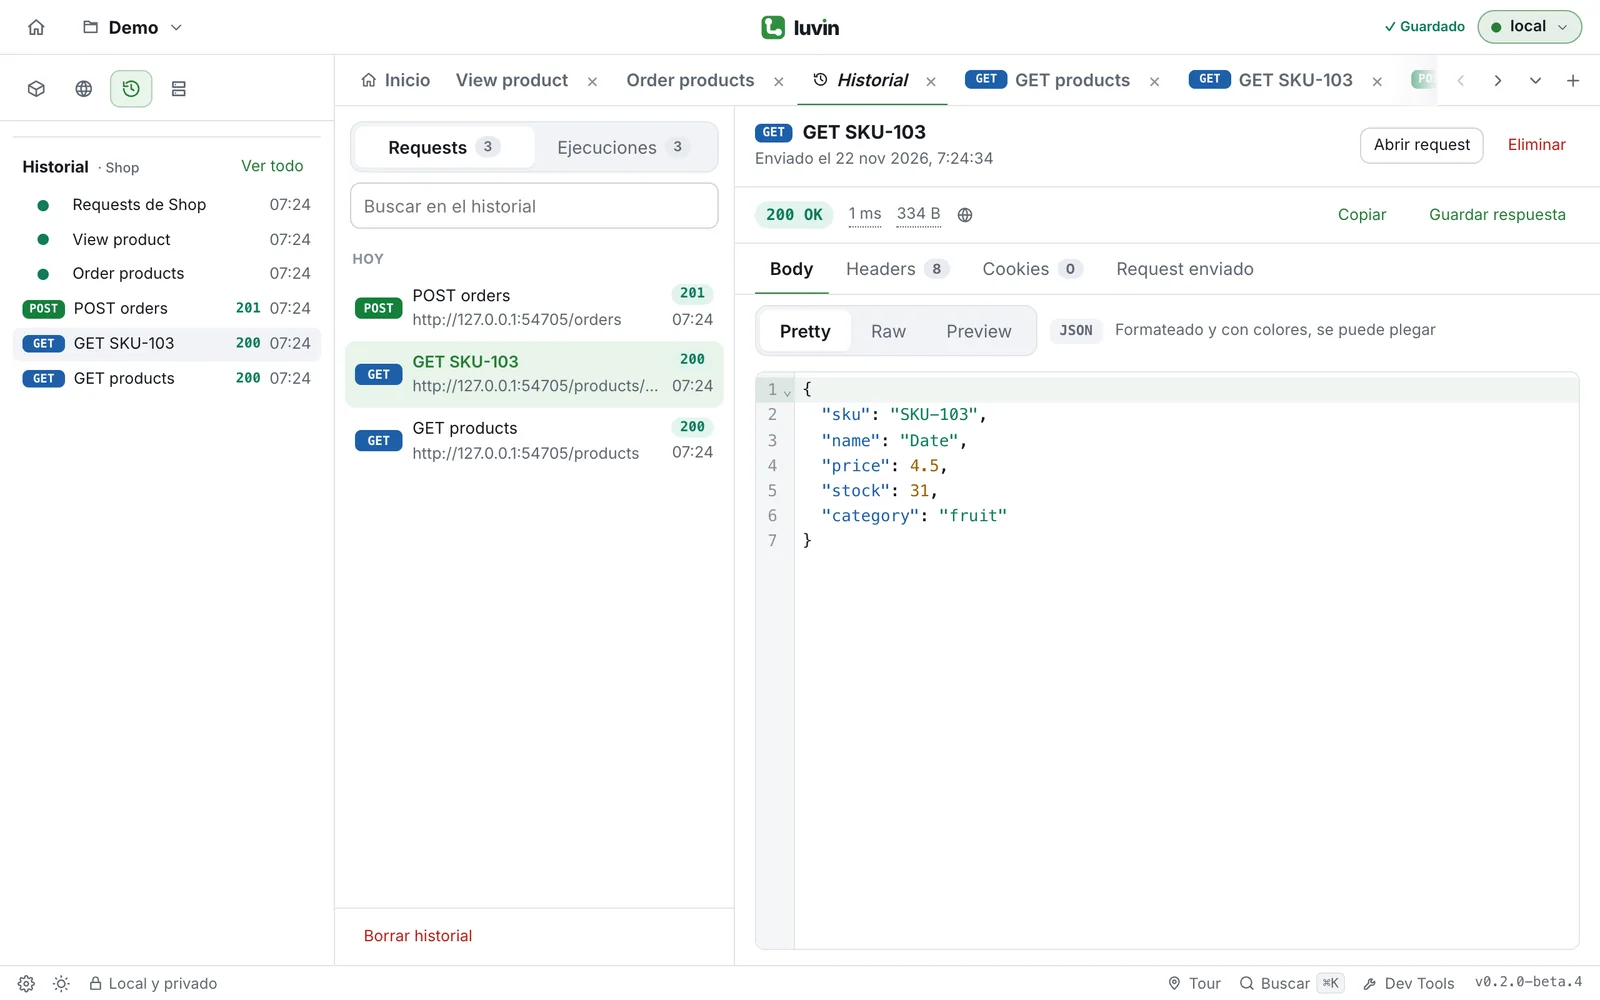 Demo
luvin
Guardado
local
Inicio
View product
Order products
Historial
GET GET products
GET GET SKU-103
Historial · Shop
Ver todo
Requests de Shop 07:24
View product 07:24
Order products 07:24
POST POST orders 201 07:24
GET GET SKU-103 200 07:24
GET GET products 200 07:24
Requests 3
Ejecuciones 3
Buscar en el historial
HOY
POST POST orders 201
http://127.0.0.1:54705/orders 07:24
GET GET SKU-103 200
http://127.0.0.1:54705/products/... 07:24
GET GET products 200
http://127.0.0.1:54705/products 07:24
Borrar historial
GET GET SKU-103
Enviado el 22 nov 2026, 7:24:34
Abrir request
Eliminar
200 OK 1 ms 334 B
Copiar
Guardar respuesta
Body
Headers 8
Cookies 0
Request enviado
Pretty
Raw
Preview
JSON
Formateado y con colores, se puede plegar
1 {
2 "sku": "SKU-103",
3 "name": "Date",
4 "price": 4.5,
5 "stock": 31,
6 "category": "fruit"
7 }
Local y privado
Tour
Buscar ⌘K
Dev Tools
v0.2.0-beta.4